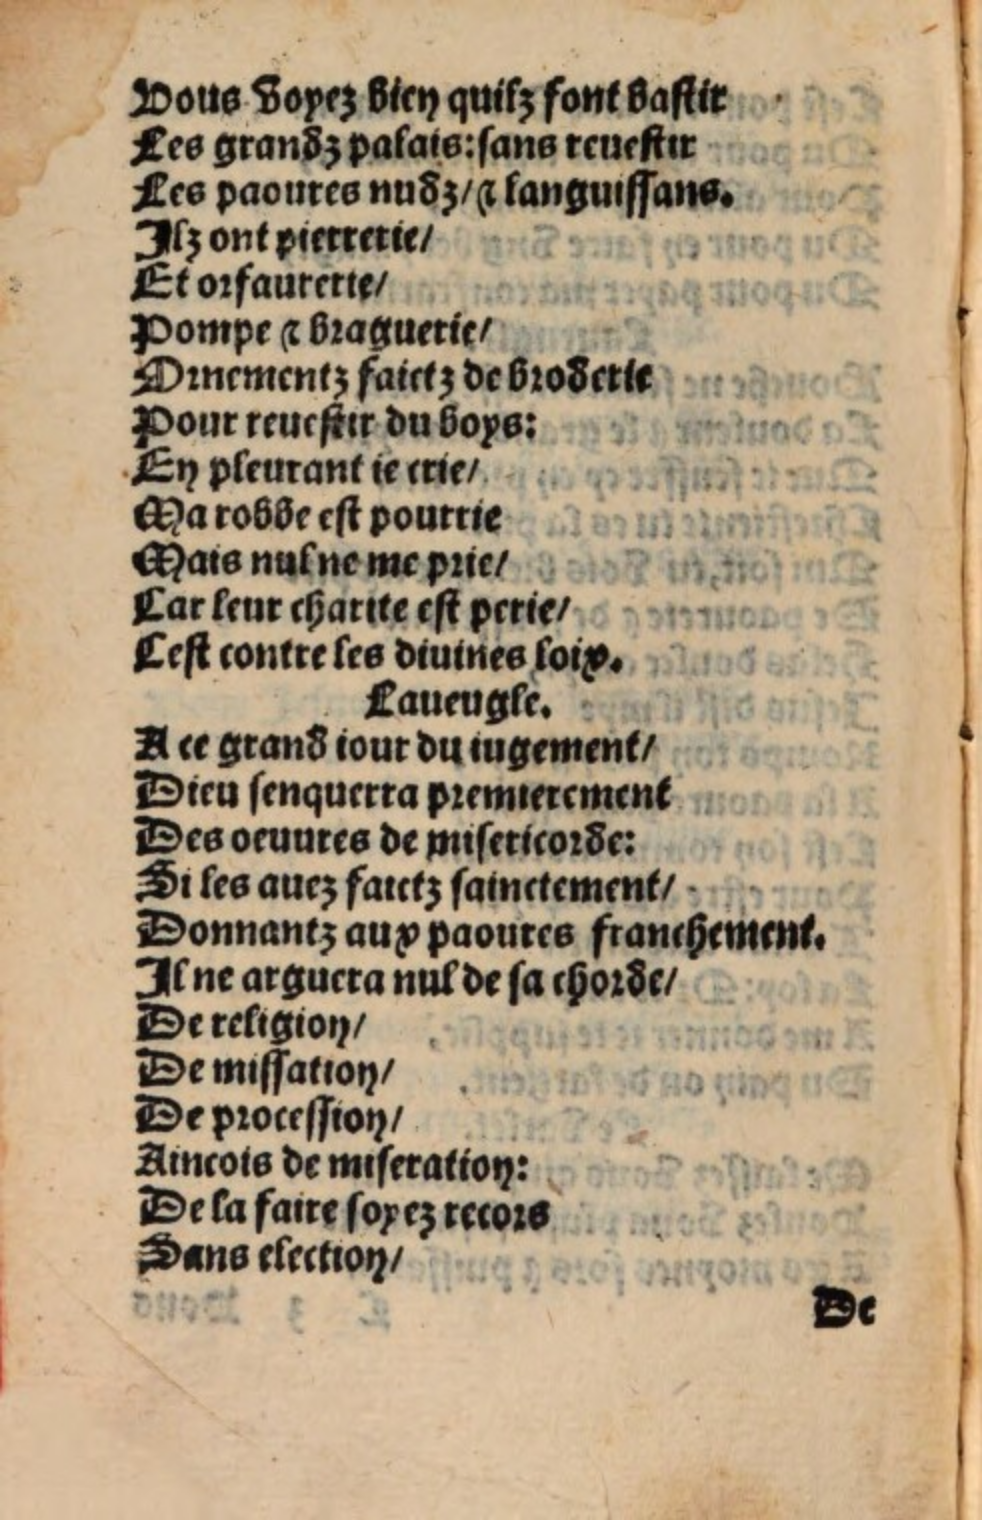 Vous voyez bien quilz font bastir
Les grandz palais: sans reuestir
Les paoures nudz/ ⁊ languissans.
Ilz ont pierrerie/
Et orfaurerie/
Pompe ⁊ braguerie/
Ornementz faictz de broderie
Pour reuestir du boys:
En pleurant ie crie/
Ma robbe est pourrie
Mais nul ne me prie/
Car leur charite est perie/
Cest contre les diuines loix.
Laueugle.
A ce grand iour du iugement/
Dieu senquerra premierement
Des oeuures de misericorde:
Si les auez faictz sainctement/
Donnantz aux paoures franchement.
Il ne arguera nul de sa chorde/
De religion/
De missation/
De procession/
Aincois de miseration:
De la faire soyez recors
Sans election/
De